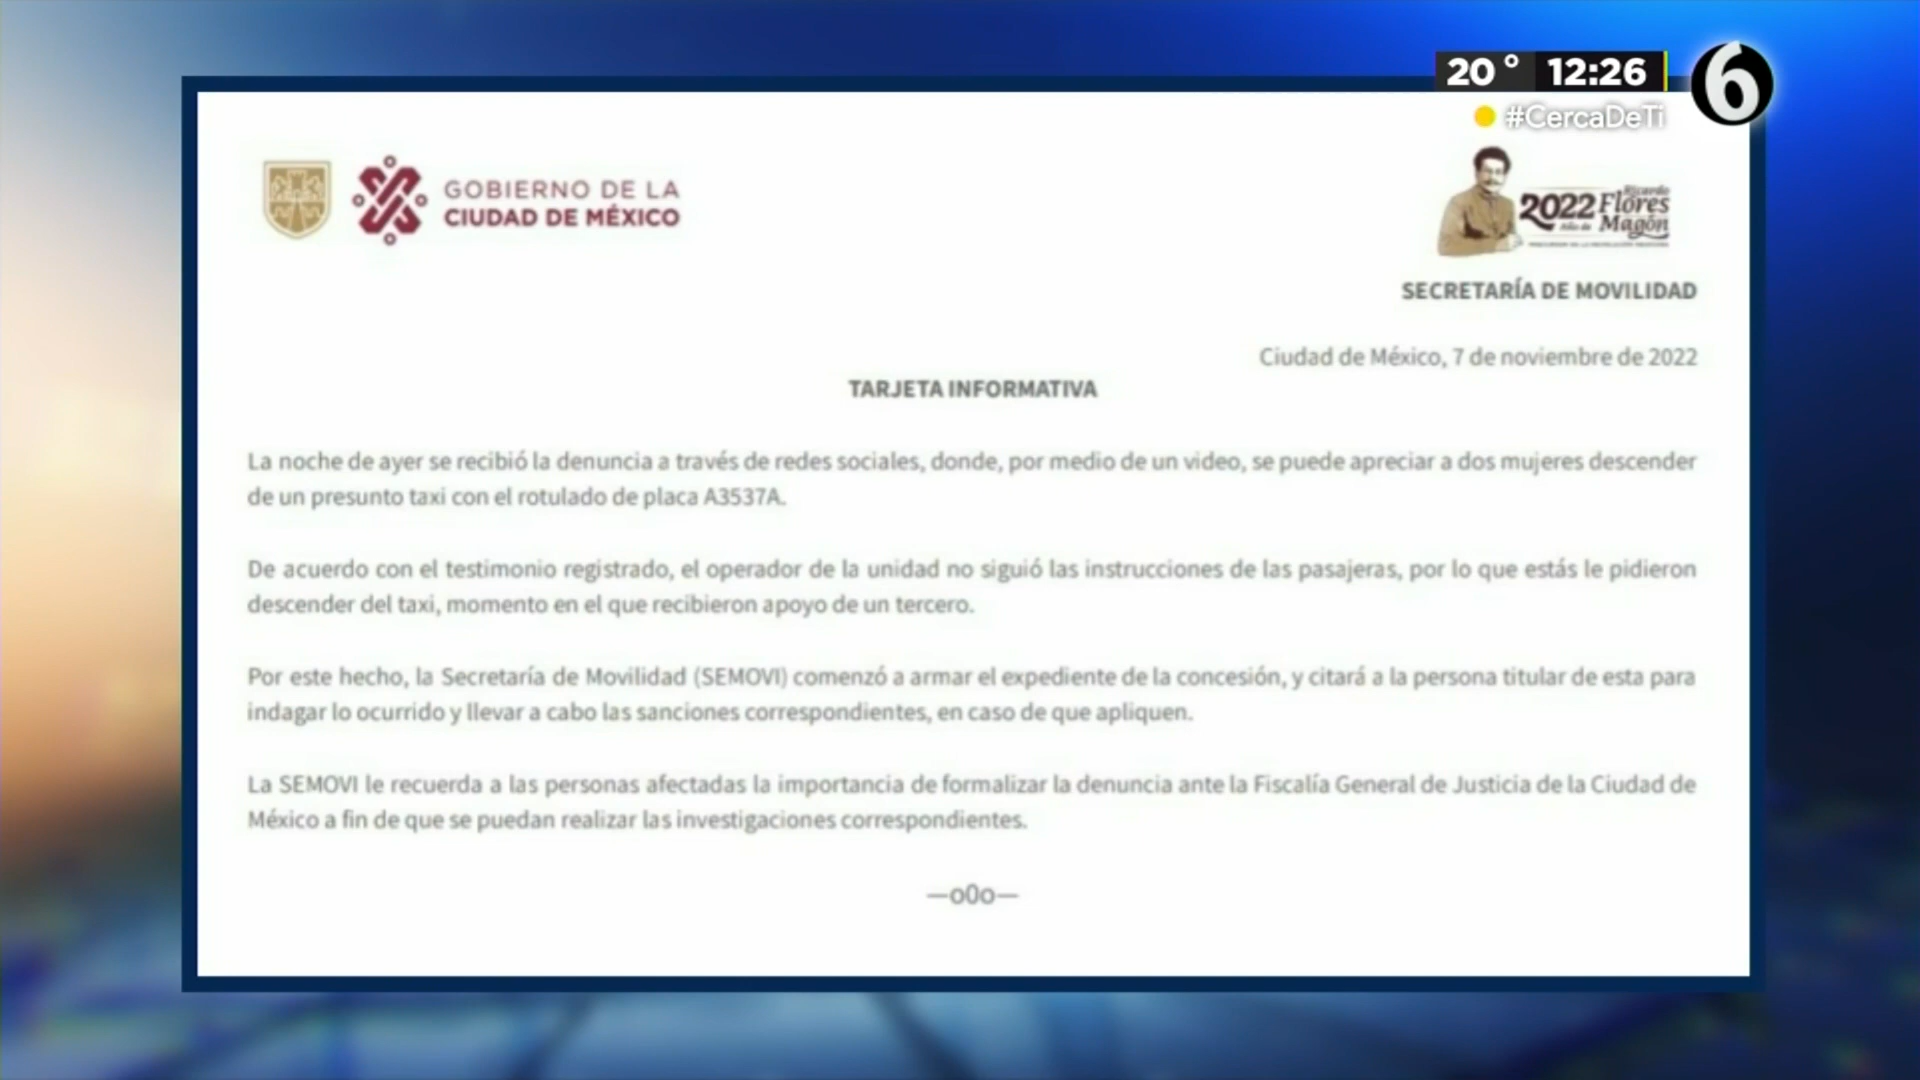 20° 12:26
#CercaDeTi
6
GOBIERNO DE LA
CIUDAD DE MÉXICO
2022 Ricardo
Flores
Año de Magón
SECRETARÍA DE MOVILIDAD
Ciudad de México, 7 de noviembre de 2022
TARJETA INFORMATIVA
La noche de ayer se recibió la denuncia a través de redes sociales, donde, por medio de un video, se puede apreciar a dos mujeres descender
de un presunto taxi con el rotulado de placa A3537A.
De acuerdo con el testimonio registrado, el operador de la unidad no siguió las instrucciones de las pasajeras, por lo que estás le pidieron
descender del taxi, momento en el que recibieron apoyo de un tercero.
Por este hecho, la Secretaría de Movilidad (SEMOVI) comenzó a armar el expediente de la concesión, y citará a la persona titular de esta para
indagar lo ocurrido y llevar a cabo las sanciones correspondientes, en caso de que apliquen.
La SEMOVI le recuerda a las personas afectadas la importancia de formalizar la denuncia ante la Fiscalía General de Justicia de la Ciudad de
México a fin de que se puedan realizar las investigaciones correspondientes.
—o0o—